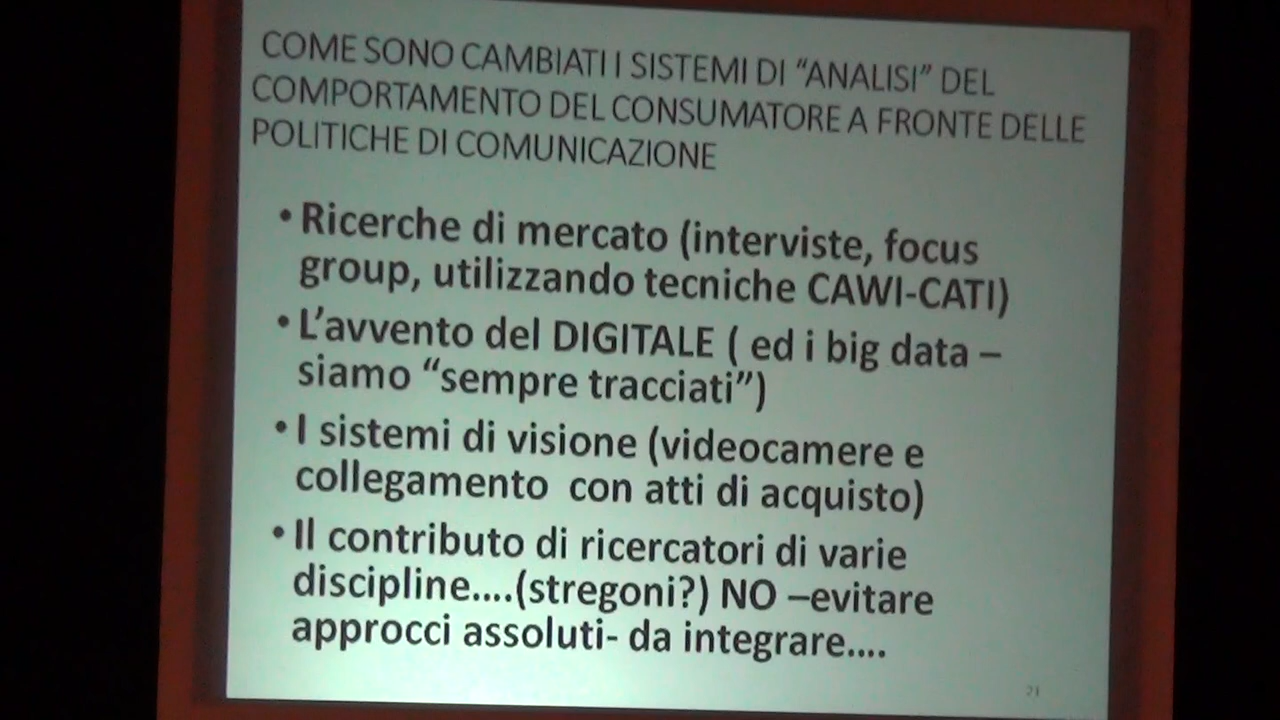 COME SONO CAMBIATI I SISTEMI DI “ANALISI” DEL
COMPORTAMENTO DEL CONSUMATORE A FRONTE DELLE
POLITICHE DI COMUNICAZIONE
• Ricerche di mercato (interviste, focus
group, utilizzando tecniche CAWI-CATI)
• L’avvento del DIGITALE ( ed i big data –
siamo “sempre tracciati”)
• I sistemi di visione (videocamere e
collegamento con atti di acquisto)
• Il contributo di ricercatori di varie
discipline....(stregoni?) NO –evitare
approcci assoluti- da integrare....
21